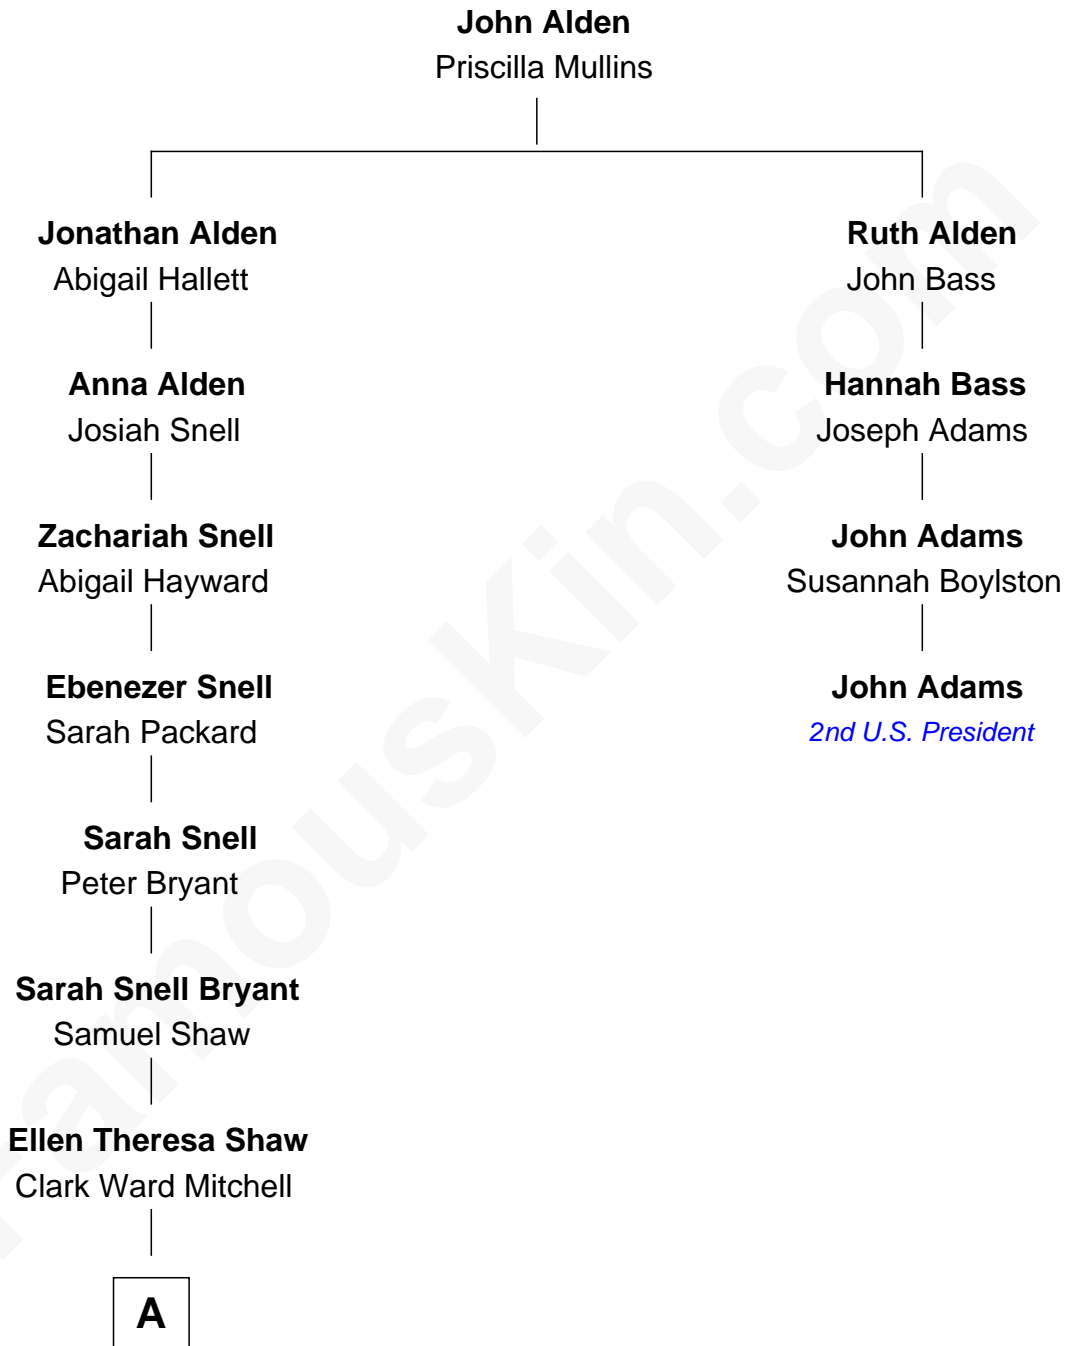 John Alden
Priscilla Mullins
Jonathan Alden
Abigail Hallett
Ruth Alden
John Bass
Anna Alden
Josiah Snell
Hannah Bass
Joseph Adams
Zachariah Snell
Abigail Hayward
John Adams
Susannah Boylston
Ebenezer Snell
Sarah Packard
John Adams
2nd U.S. President
Sarah Snell
Peter Bryant
Sarah Snell Bryant
Samuel Shaw
Ellen Theresa Shaw
Clark Ward Mitchell
A
FamousKin.com